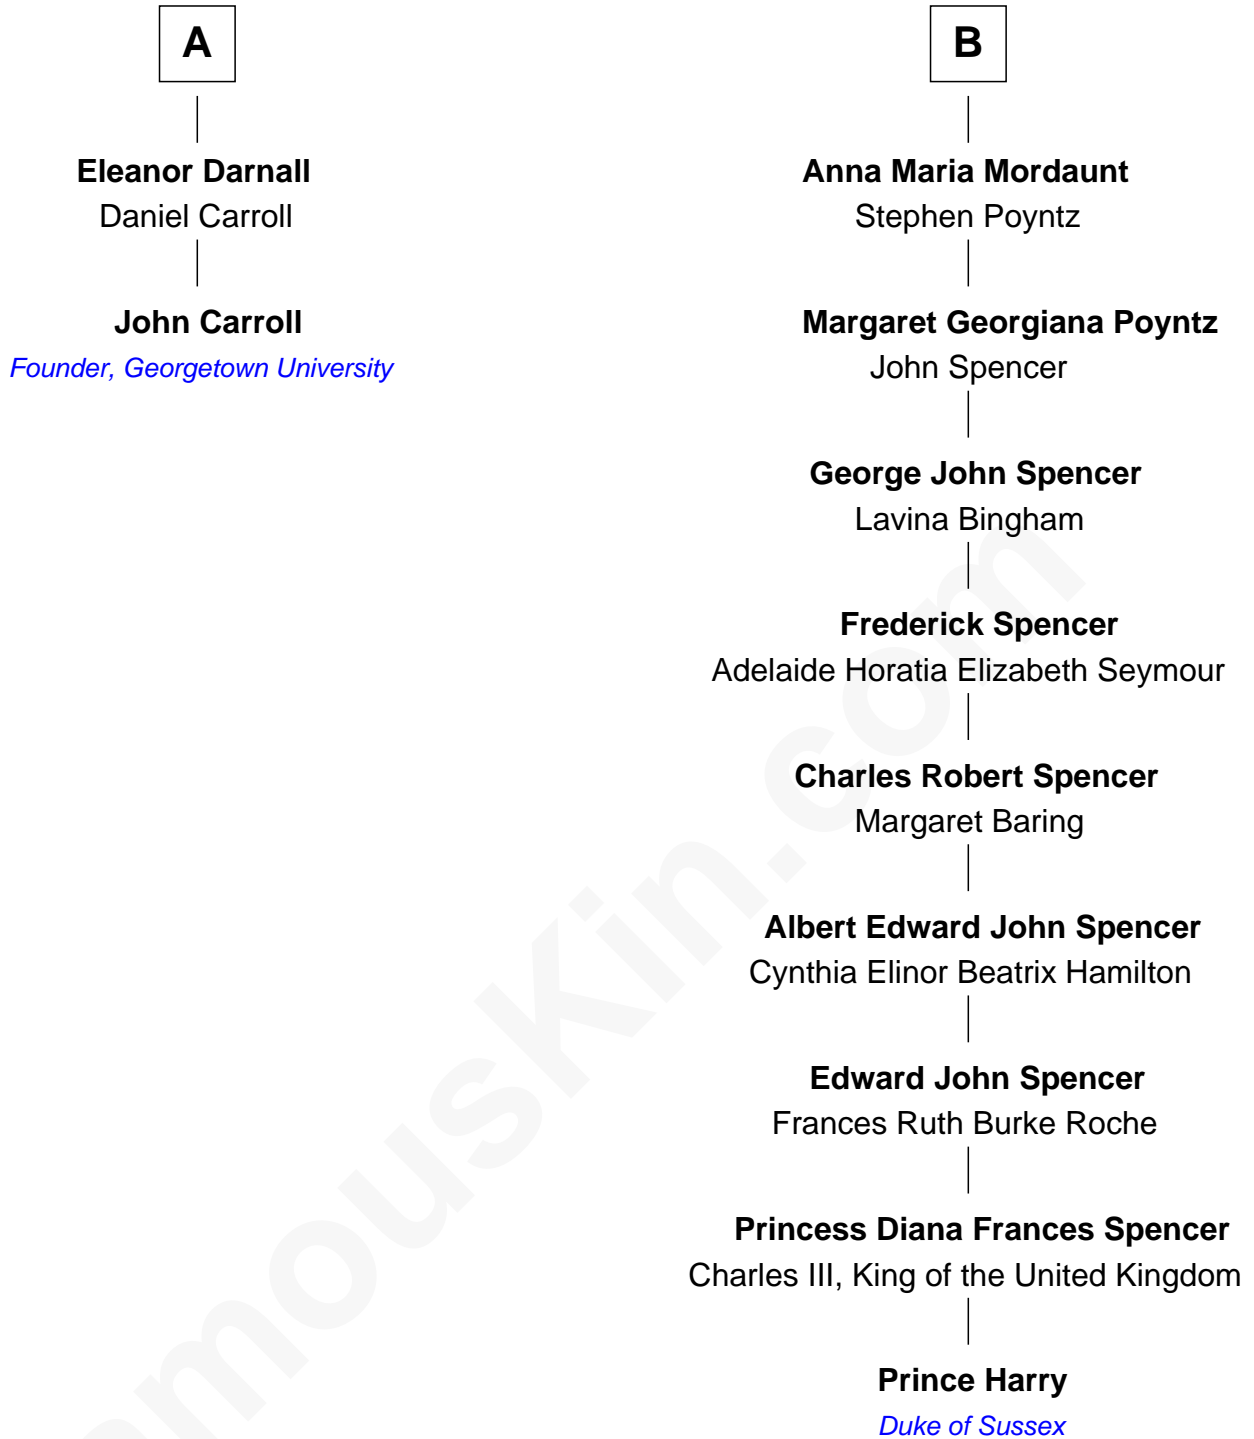 A
Eleanor Darnall
Daniel Carroll
John Carroll
Founder, Georgetown University
B
Anna Maria Mordaunt
Stephen Poyntz
Margaret Georgiana Poyntz
John Spencer
George John Spencer
Lavina Bingham
Frederick Spencer
Adelaide Horatia Elizabeth Seymour
Charles Robert Spencer
Margaret Baring
Albert Edward John Spencer
Cynthia Elinor Beatrix Hamilton
Edward John Spencer
Frances Ruth Burke Roche
Princess Diana Frances Spencer
Charles III, King of the United Kingdom
Prince Harry
Duke of Sussex
amouskin.com